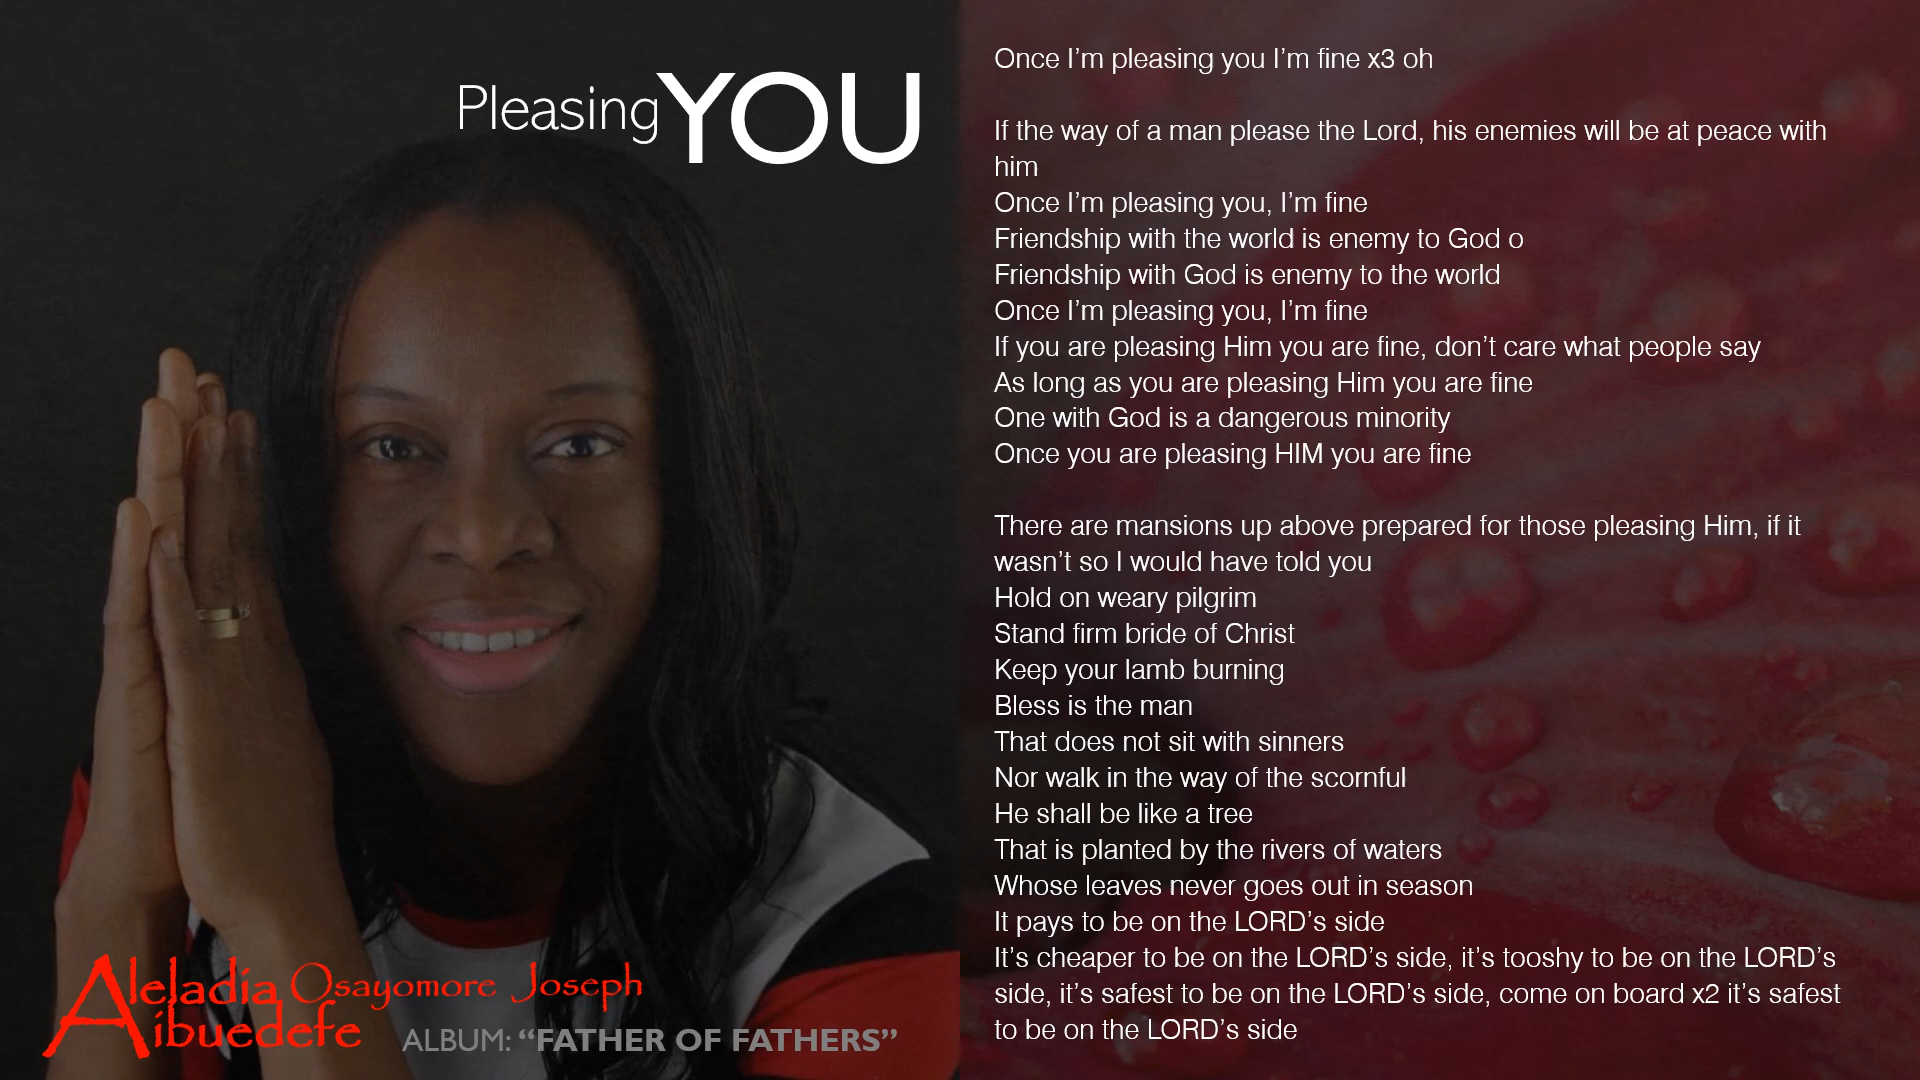 Pleasing YOU
Aleladia Osayomore Joseph
Aibuedefe
ALBUM: “FATHER OF FATHERS”
Once I’m pleasing you I’m fine x3 oh
If the way of a man please the Lord, his enemies will be at peace with
him
Once I’m pleasing you, I’m fine
Friendship with the world is enemy to God o
Friendship with God is enemy to the world
Once I’m pleasing you, I’m fine
If you are pleasing Him you are fine, don’t care what people say
As long as you are pleasing Him you are fine
One with God is a dangerous minority
Once you are pleasing HIM you are fine
There are mansions up above prepared for those pleasing Him, if it
wasn’t so I would have told you
Hold on weary pilgrim
Stand firm bride of Christ
Keep your lamb burning
Bless is the man
That does not sit with sinners
Nor walk in the way of the scornful
He shall be like a tree
That is planted by the rivers of waters
Whose leaves never goes out in season
It pays to be on the LORD’s side
It’s cheaper to be on the LORD’s side, it’s tooshy to be on the LORD’s
side, it’s safest to be on the LORD’s side, come on board x2 it’s safest
to be on the LORD’s side